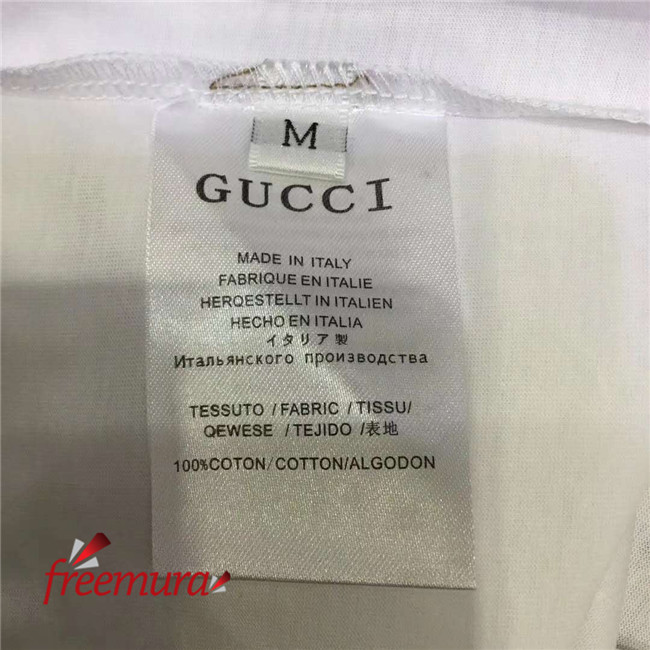 M
GUCCI
MADE IN ITALY
FABRIQUE EN ITALIE
HERQESTELLT IN ITALIEN
HECHO EN ITALIA
イタリア製
Итальянского производства
TESSUTO / FABRIC / TISSU/
QEWESE / TEJIDO / 表地
100%COTON/COTTON/ALGODON
freemura